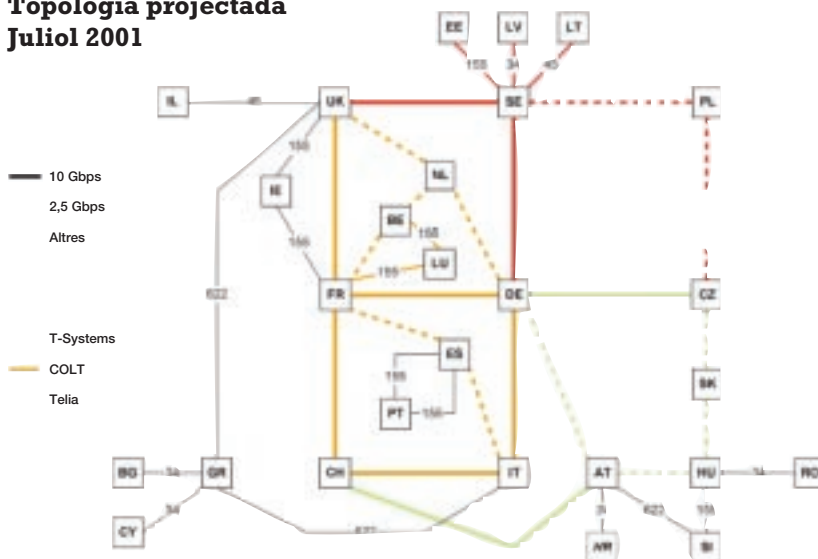 Topologia projectada
Juliol 2001
EE
LV
LT
155
34
45
IL
45
UK
SE
PL
155
NL
10 Gbps
IE
2,5 Gbps
BE
155
Altres
155
LU
155
622
FR
DE
CZ
T-Systems
ES
COLT
155
SK
Telia
PT
155
BG
34
GR
CH
IT
AT
HU
34
RO
34
622
155
CY
622
SI